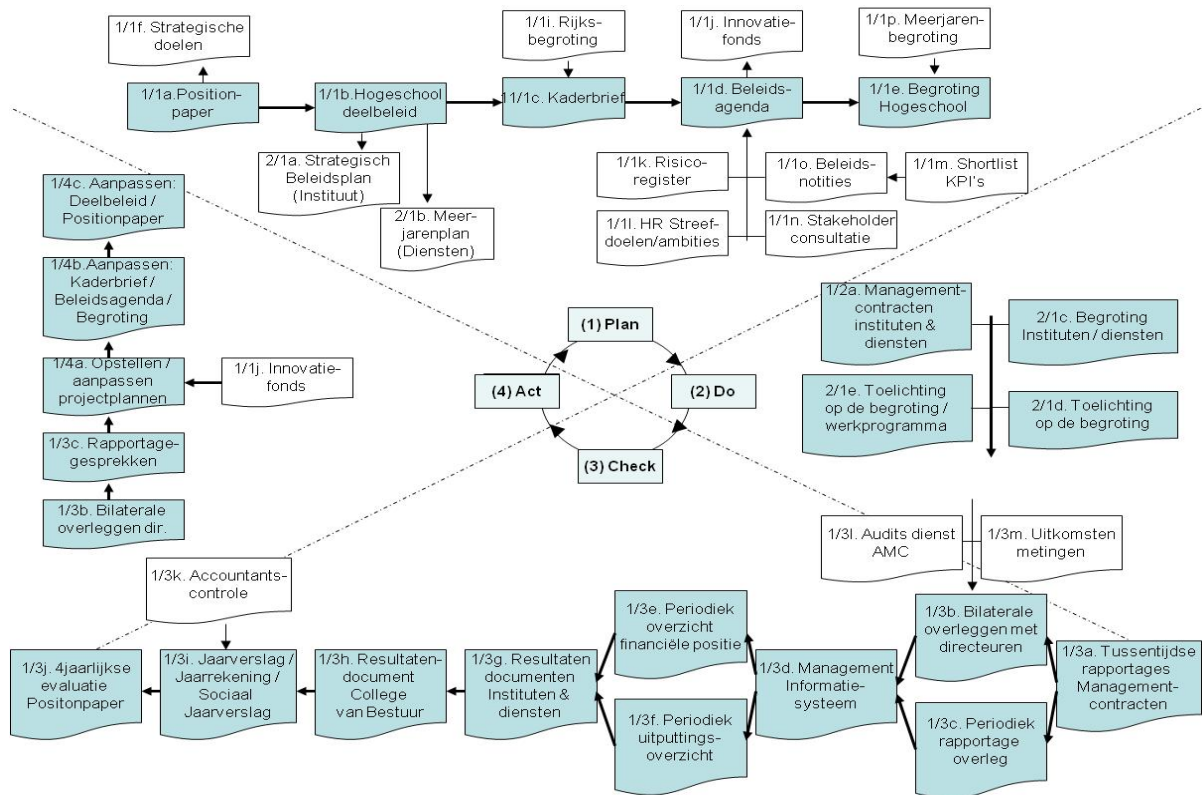 1/1f. Strategische
doelen
1/1i. Rijks-
begroting
1/1j. Innovatie-
fonds
1/1p. Meerjaren-
begroting
1/1a.Position-
paper
1/1b. Hogeschool
deelbeleid
11/1c. Kaderbrief
1/1d. Beleids-
agenda
1/1e. Begroting
Hogeschool
2/1a. Strategisch
Beleidsplan
(Instituut)
2/1b. Meer-
jarenplan
(Diensten)
1/1k. Risico-
register
1/1o. Beleids-
notities
1/1m. Shortlist
KPI's
1/1l. HR Streef-
doelen/ambities
1/1n. Stakeholder
consultatie
1/4c. Aanpassen:
Deelbeleid /
Positionpaper
1/4b.Aanpassen:
Kaderbrief /
Beleidsagenda /
Begroting
1/4a. Opstellen /
aanpassen
projectplannen
1/1j. Innovatie-
fonds
1/3c. Rapportage-
gesprekken
1/3b. Bilaterale
overleggen dir.
(1) Plan
(4) Act
(2) Do
(3) Check
1/2a. Management-
contracten
instituten &
diensten
2/1c. Begroting
Instituten / diensten
2/1e. Toelichting
op de begroting /
werkprogramma
2/1d. Toelichting
op de begroting
1/3l. Audits dienst
AMC
1/3m. Uitkomsten
metingen
1/3k. Accountants-
controle
1/3j. 4jaarlijkse
evaluatie
Positonpaper
1/3i. Jaarverslag /
Jaarrekening /
Sociaal
Jaarverslag
1/3h. Resultaten-
document
College
van Bestuur
1/3g. Resultaten
documenten
Instituten &
diensten
1/3e. Periodiek
overzicht
financiële positie
1/3f. Periodiek
uitputtings-
overzicht
1/3d. Management
Informatie-
systeem
1/3b. Bilaterale
overleggen met
directeuren
1/3c. Periodiek
rapportage
overleg
1/3a. Tussentijdse
rapportages
Management-
contracten